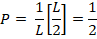 P = 1/L [L/2] = 1/2